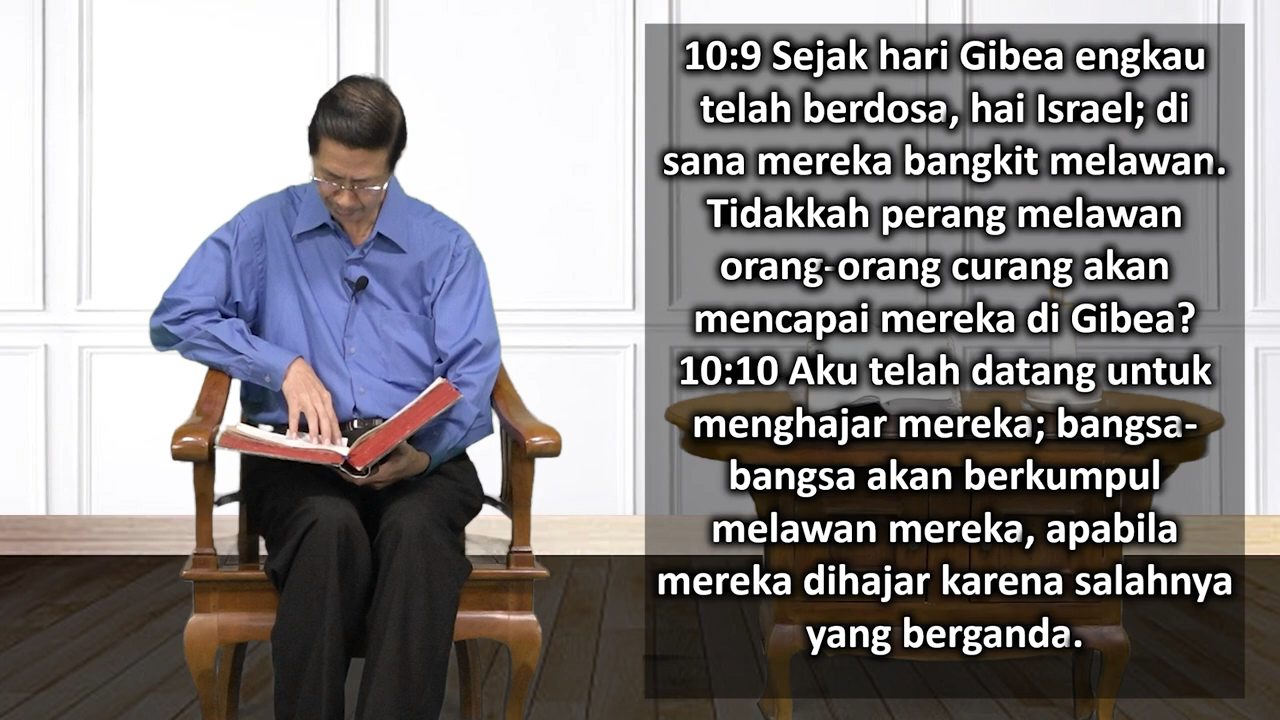 10:9 Sejak hari Gibea engkau
telah berdosa, hai Israel; di
sana mereka bangkit melawan.
Tidakkah perang melawan
orang-orang curang akan
mencapai mereka di Gibea?
10:10 Aku telah datang untuk
menghajar mereka; bangsa-
bangsa akan berkumpul
melawan mereka, apabila
mereka dihajar karena salahnya
yang berganda.